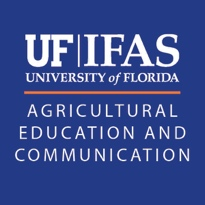 UF|IFAS
UNIVERSITY of FLORIDA
AGRICULTURAL
EDUCATION AND
COMMUNICATION